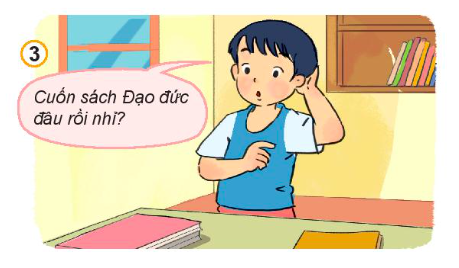 3
Cuốn sách Đạo đức
đâu rồi nhỉ?